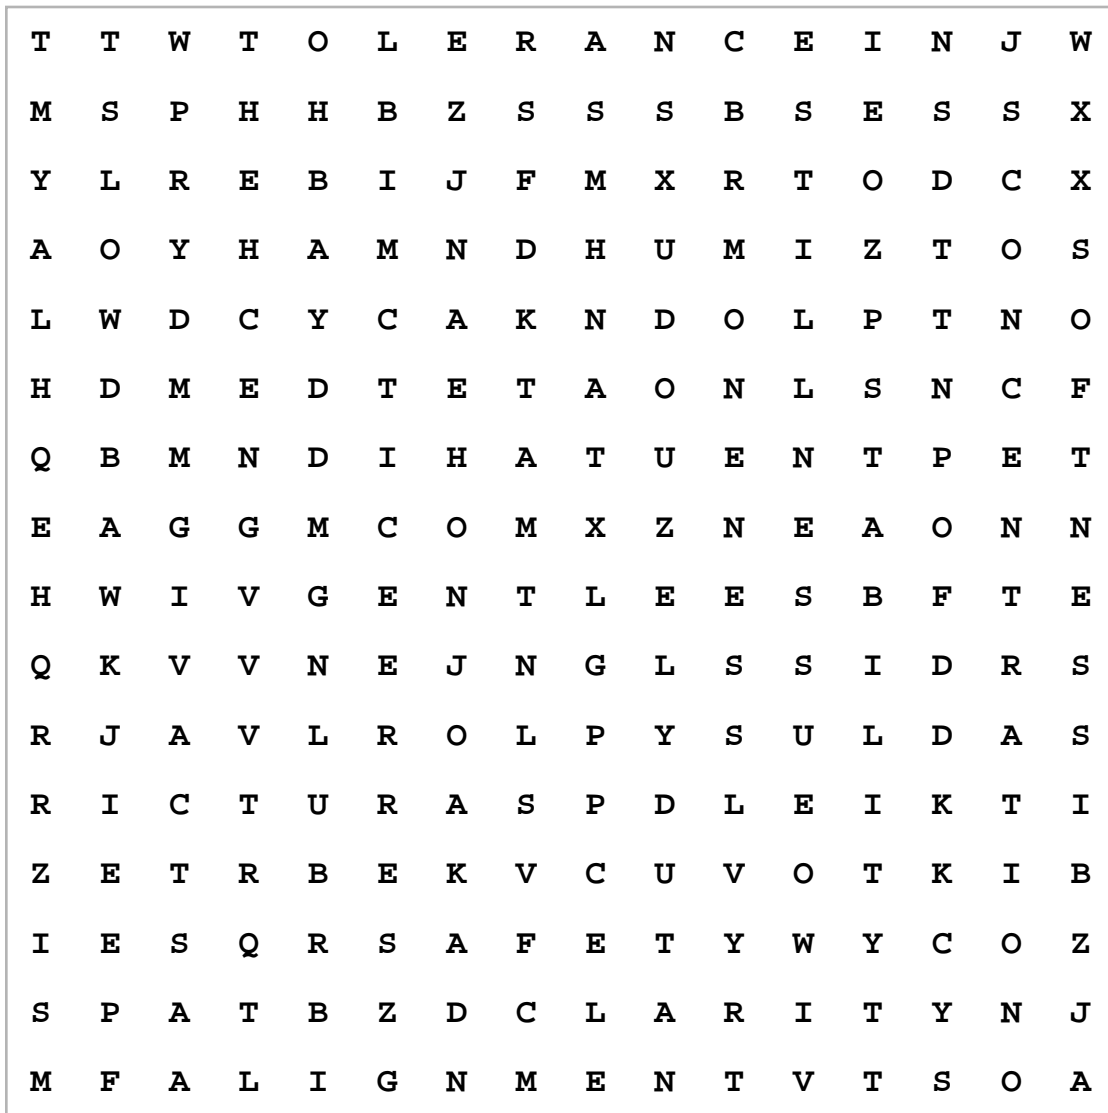 T T W T O L E R A N C E I N J W
M S P H H B Z S S S B S E S S X
Y L R E B I J F M X R T O D C X
A O Y H A M N D H U M I Z T O S
L W D C Y C A K N D O L P T N O
H D M E D T E T A O N L S N C F
Q B M N D I H A T U E N T P E T
E A G G M C O M X Z N E A O N N
H W I V G E N T L E E S B F T E
Q K V V N E J N G L S S I D R S
R J A V L R O L P Y S U L D A S
R I C T U R A S P D L E I K T I
Z E T R B E K V C U V O T K I B
I E S Q R S A F E T Y W Y C O Z
S P A T B Z D C L A R I T Y N J
M F A L I G N M E N T V T S O A